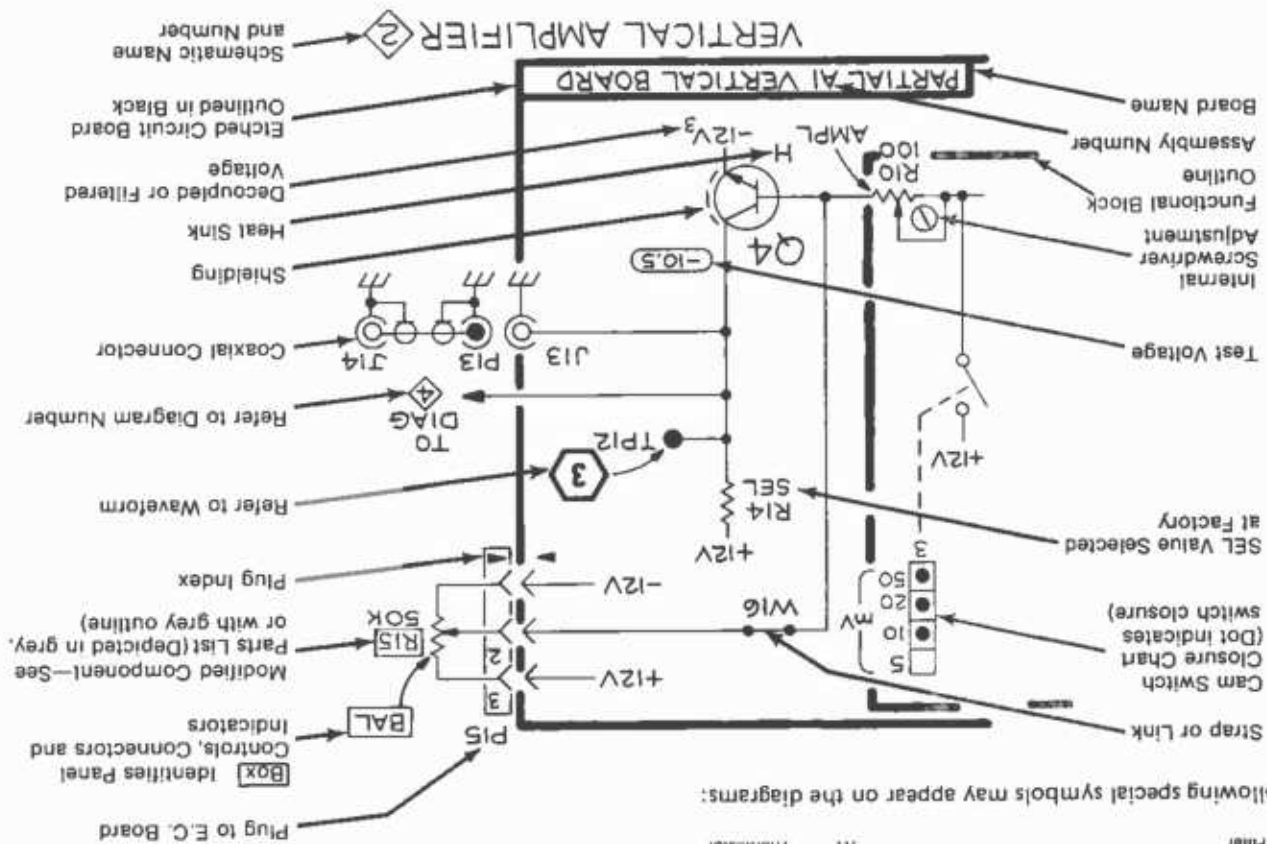 Filter
Thermistor
llowing special symbols may appear on the diagrams:
Plug to E.C. Board
Box Identifies Panel
Controls, Connectors and
Indicators
Strap or Link
P15
BAL
Cam Switch
Closure Chart
(Dot indicates
switch closure)
5
10
20
50
mV
3
W16
+12V
-12V
3
2
R15
50K
Modified Component—See
Parts List (Depicted in grey,
or with grey outline)
Plug Index
SEL Value Selected
at Factory
+12V
+12V
R14
SEL
TP12
3
Refer to Waveform
TO
DIAG
4
Refer to Diagram Number
Test Voltage
J13
P13
J14
Coaxial Connector
-10.5
Q4
Shielding
Internal
Screwdriver
Adjustment
Functional Block
Outline
R10
100
AMPL
Heat Sink
H
-12V3
Decoupled or Filtered
Voltage
Assembly Number
Board Name
PARTIAL A1 VERTICAL BOARD
Etched Circuit Board
Outlined in Black
VERTICAL AMPLIFIER
2
Schematic Name
and Number